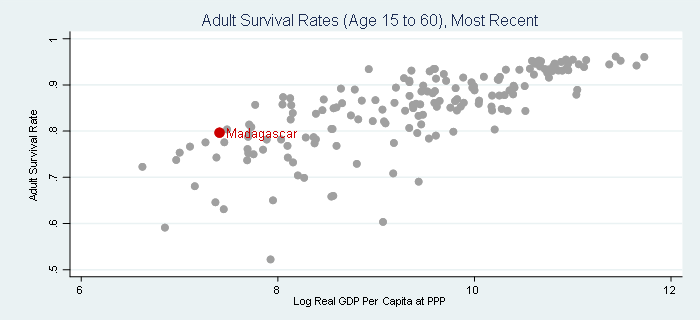 Adult Survival Rates (Age 15 to 60), Most Recent
1
.9
.8
.7
.6
.5
Adult Survival Rate
Madagascar
6 8 10 12
Log Real GDP Per Capita at PPP